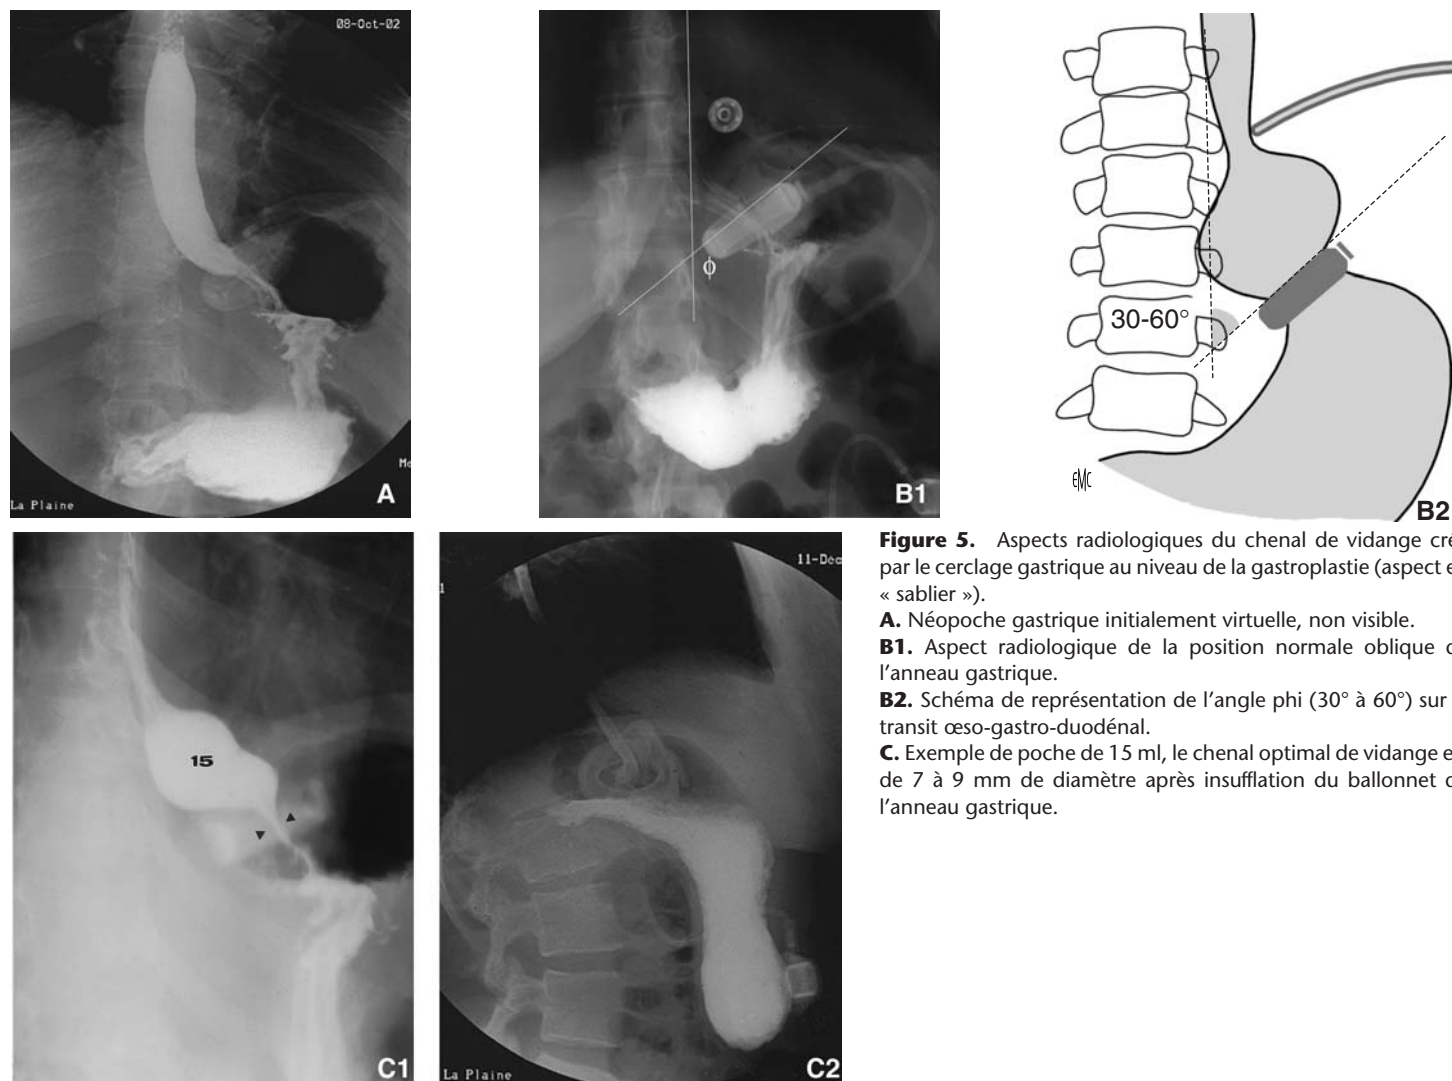 08-Oct-02
Me
La Plaine
A
ϕ
B1
30-60°
EMC
B2
15
C1
1
11-Dec
La Plaine
C2
Figure 5. Aspects radiologiques du chenal de vidange cré
par le cerclage gastrique au niveau de la gastroplastie (aspect e
« sablier »).
A. Néopoche gastrique initialement virtuelle, non visible.
B1. Aspect radiologique de la position normale oblique d
l'anneau gastrique.
B2. Schéma de représentation de l'angle phi (30° à 60°) sur
transit œso-gastro-duodénal.
C. Exemple de poche de 15 ml, le chenal optimal de vidange e
de 7 à 9 mm de diamètre après insufflation du ballonnet d
l'anneau gastrique.